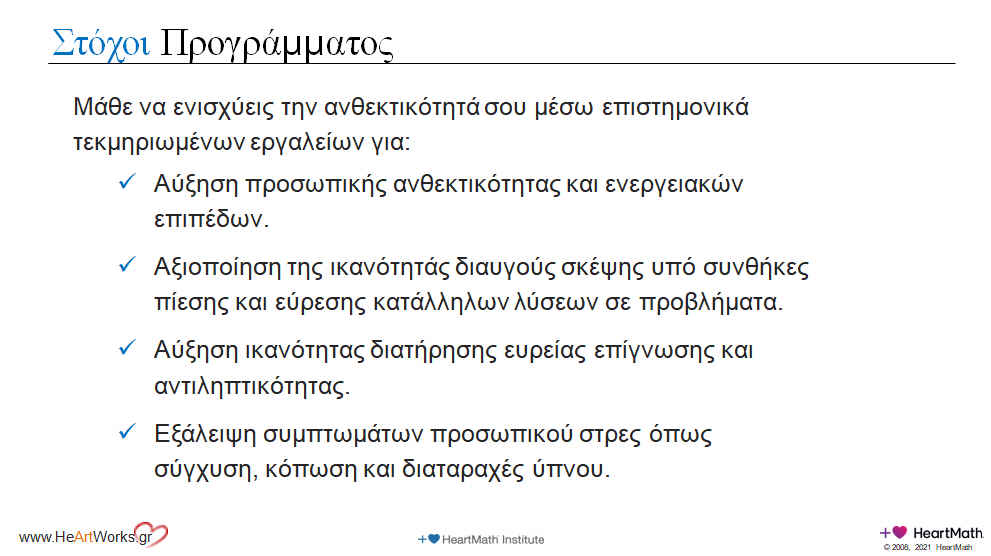 Στόχοι Προγράμματος
Μάθε να ενισχύεις την ανθεκτικότητά σου μέσω επιστημονικά
τεκμηριωμένων εργαλείων για:
Αύξηση προσωπικής ανθεκτικότητας και ενεργειακών
επιπέδων.
Αξιοποίηση της ικανότητάς διαυγούς σκέψης υπό συνθήκες
πίεσης και εύρεσης κατάλληλων λύσεων σε προβλήματα.
Αύξηση ικανότητας διατήρησης ευρείας επίγνωσης και
αντιληπτικότητας.
Εξάλειψη συμπτωμάτων προσωπικού στρες όπως
σύγχυση, κόπωση και διαταραχές ύπνου.
www.HeArtWorks.gr
HeartMath Institute
HeartMath
© 2008, 2021 HeartMath